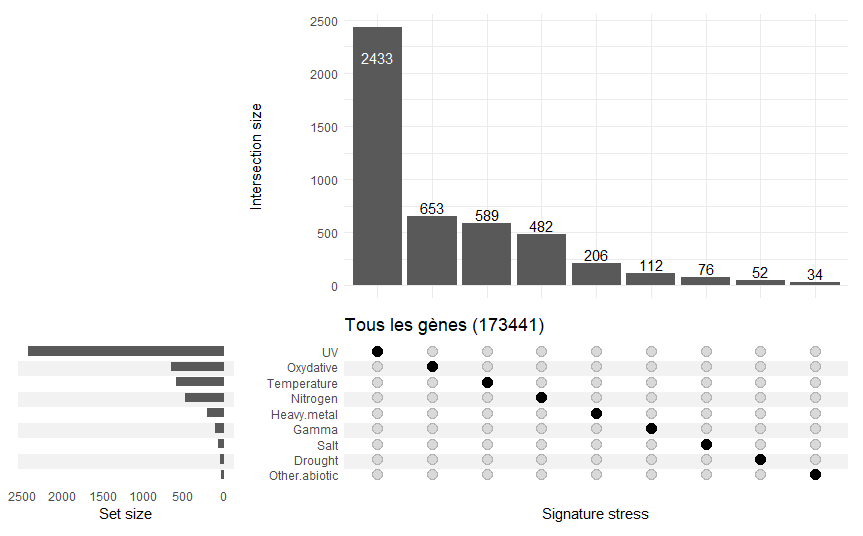 2500
2000
1500
1000
500
0
Intersection size
2433
653
589
482
206
112
76
52
34
Tous les gènes (173441)
UV
Oxydative
Temperature
Nitrogen
Heavy.metal
Gamma
Salt
Drought
Other.abiotic
2500 2000 1500 1000 500 0
Set size
Signature stress